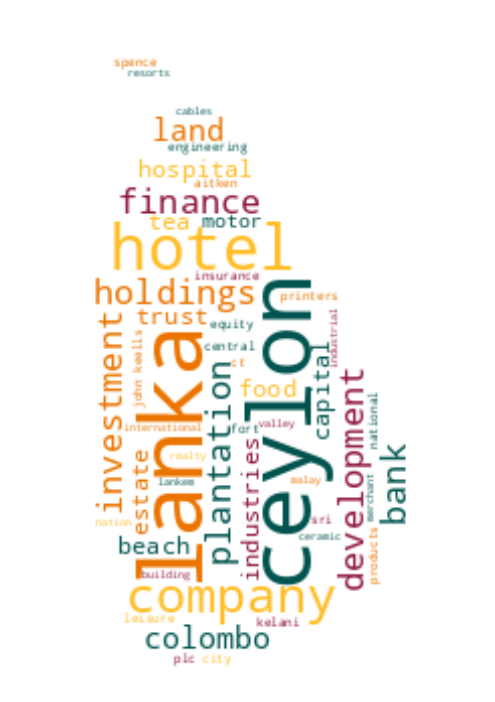 spence
resorts
cables
land
engineering
hospital
aitken
finance
tea motor
hotel
insurance
holdings
printers
trust
equity
industrial
investment
john keells
lanka
central
ct
ceylon
capital
plantation
food
development
national
international
fort
valley
industries
bank
realty
estate
lankem
malay
merchant
nation
sri
ceramic
beach
products
building
company
leisure
kelani
colombo
plc city